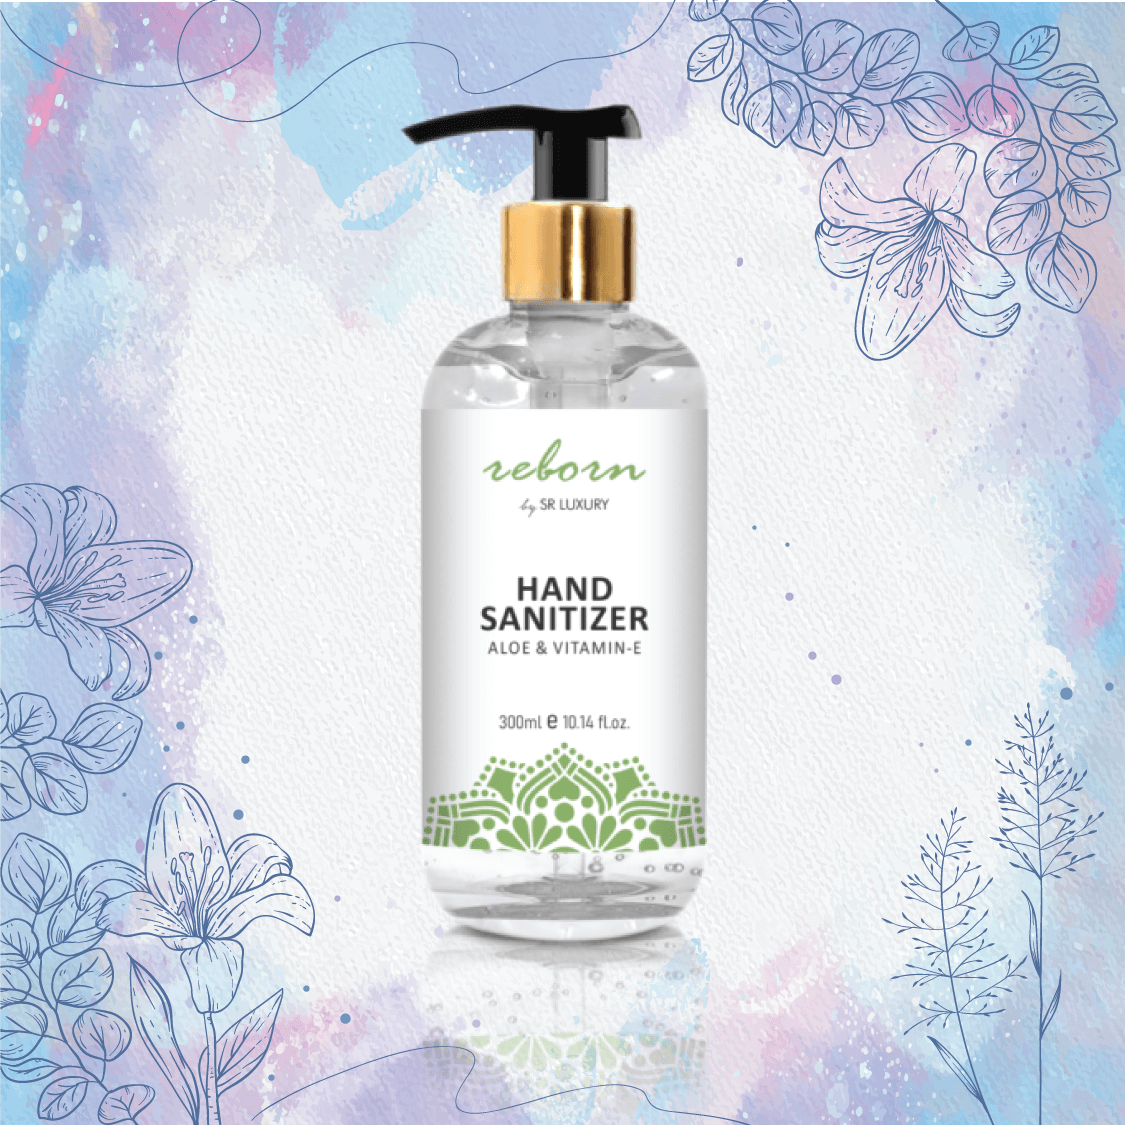 reborn
by SR LUXURY
HAND
SANITIZER
ALOE & VITAMIN-E
300ml e 10.14 fl.oz.